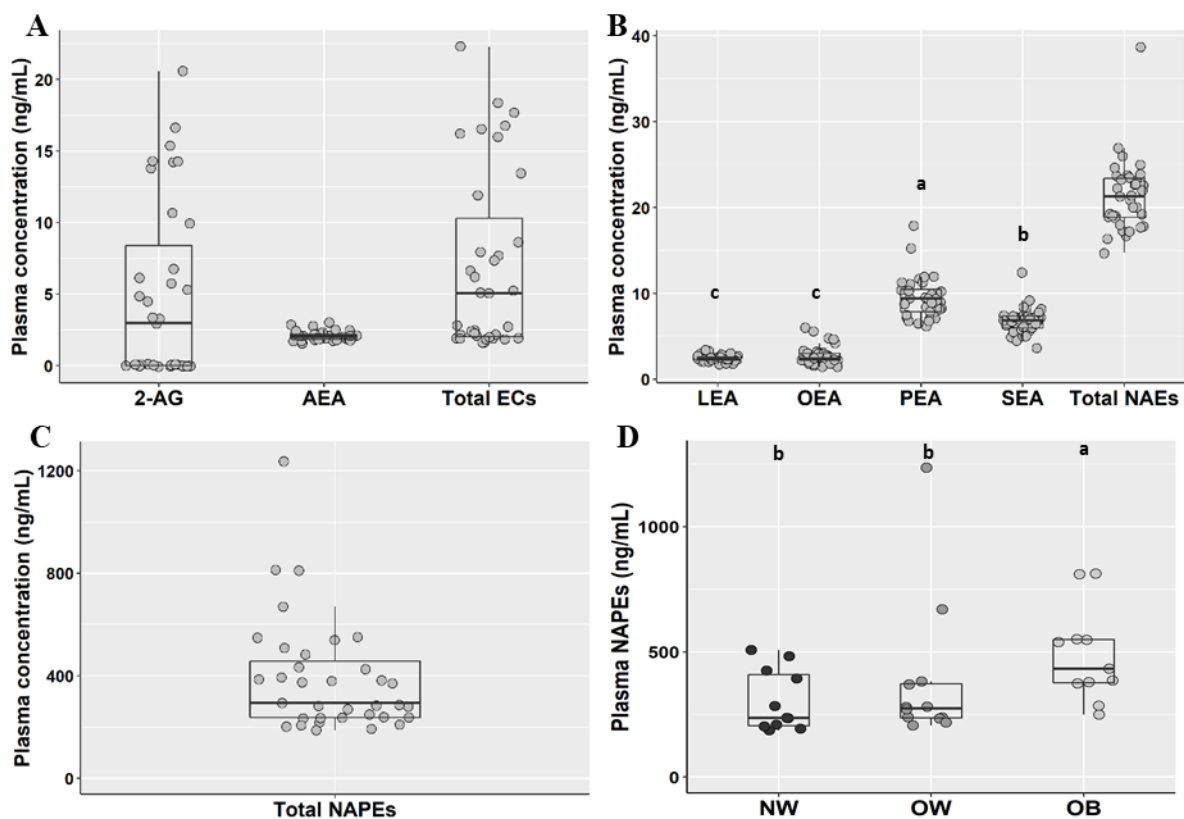 A
Plasma concentration (ng/mL)
20
15
10
5
0
2-AG AEA Total ECs
B
Plasma concentration (ng/mL)
40
30
20
10
0
c c a b
LEA OEA PEA SEA Total NAEs
C
Plasma concentration (ng/mL)
1200
800
400
0
Total NAPEs
D
Plasma NAPEs (ng/mL)
1000
500
0
b b a
NW OW OB